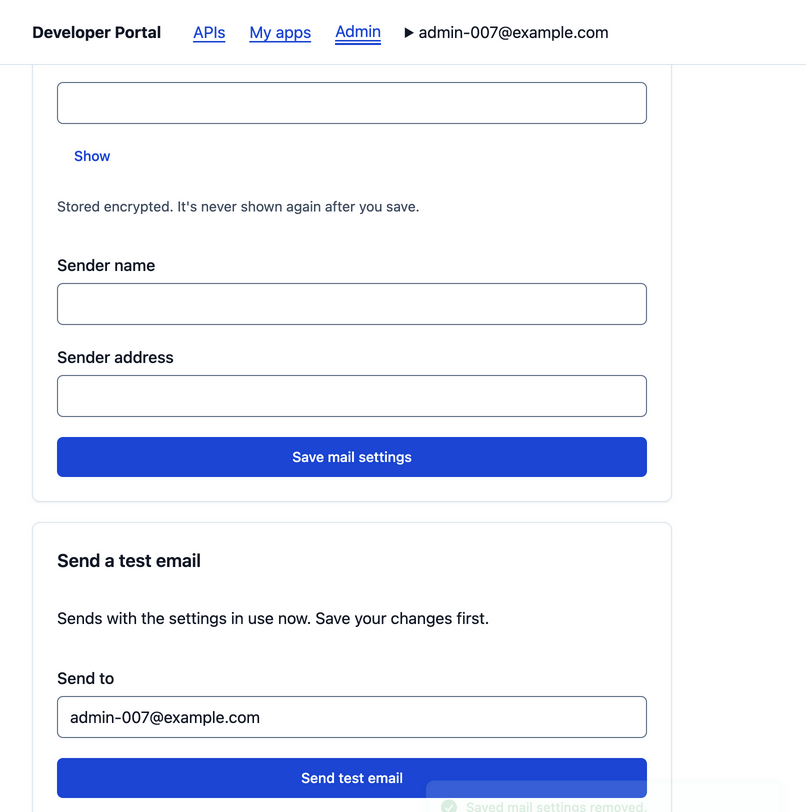 Developer Portal APIs My apps Admin ▶ admin-007@example.com
Show
Stored encrypted. It's never shown again after you save.
Sender name
Sender address
Save mail settings
Send a test email
Sends with the settings in use now. Save your changes first.
Send to
admin-007@example.com
Send test email
Saved mail settings removed.